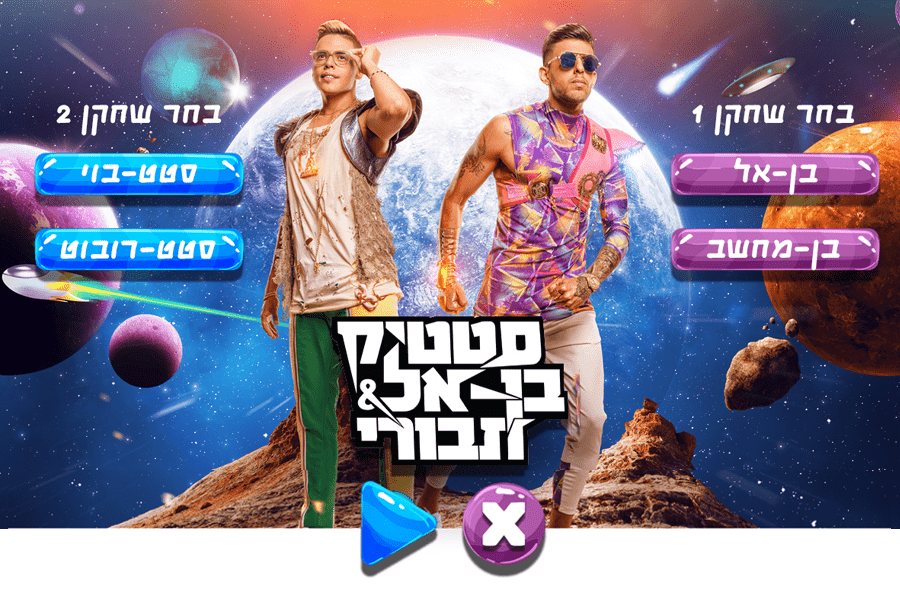 בחר שחקן 1
בן-אל
בן-מחשב
בחר שחקן 2
סטט-בוי
סטט-רובוט
סטטיק
& בן-אל
תבורי
X